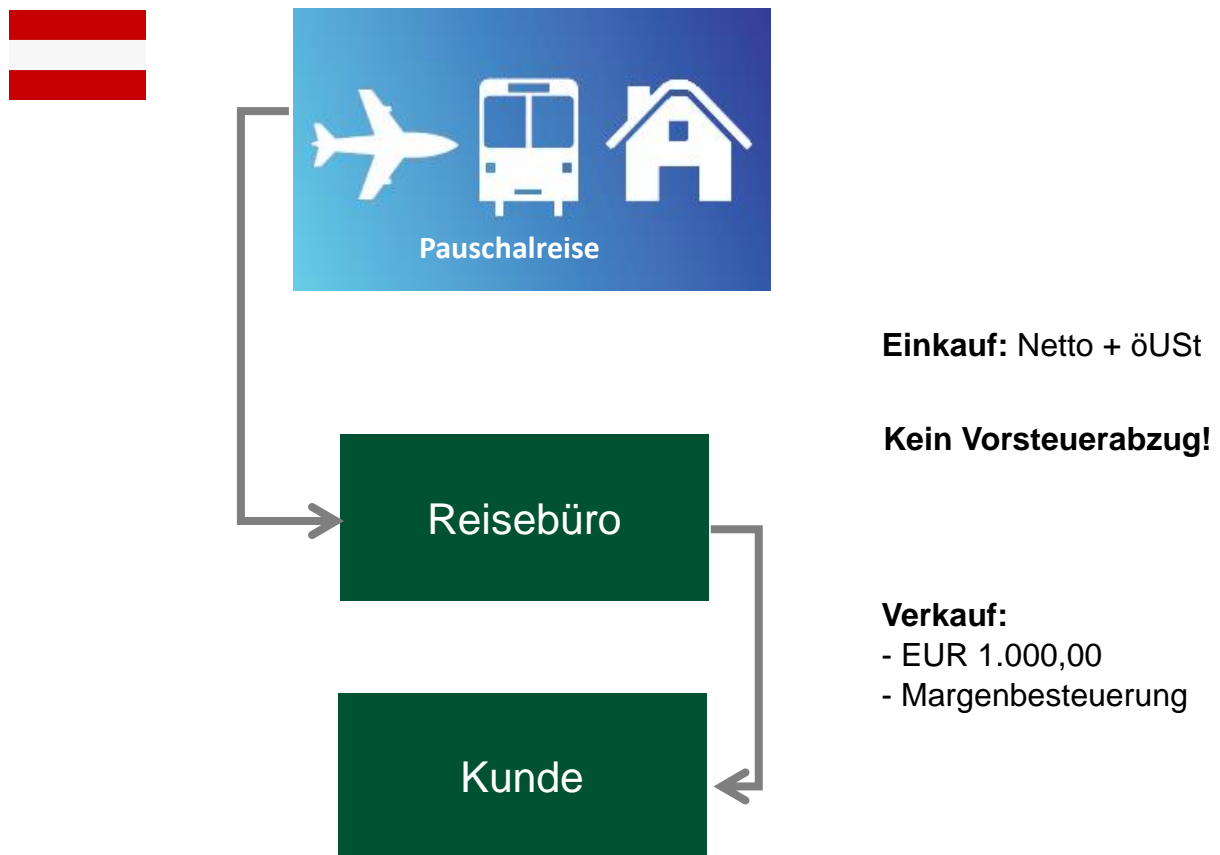 Pauschalreise
Einkauf: Netto + öUSt
Kein Vorsteuerabzug!
Reisebüro
Verkauf:
- EUR 1.000,00
- Margenbesteuerung
Kunde